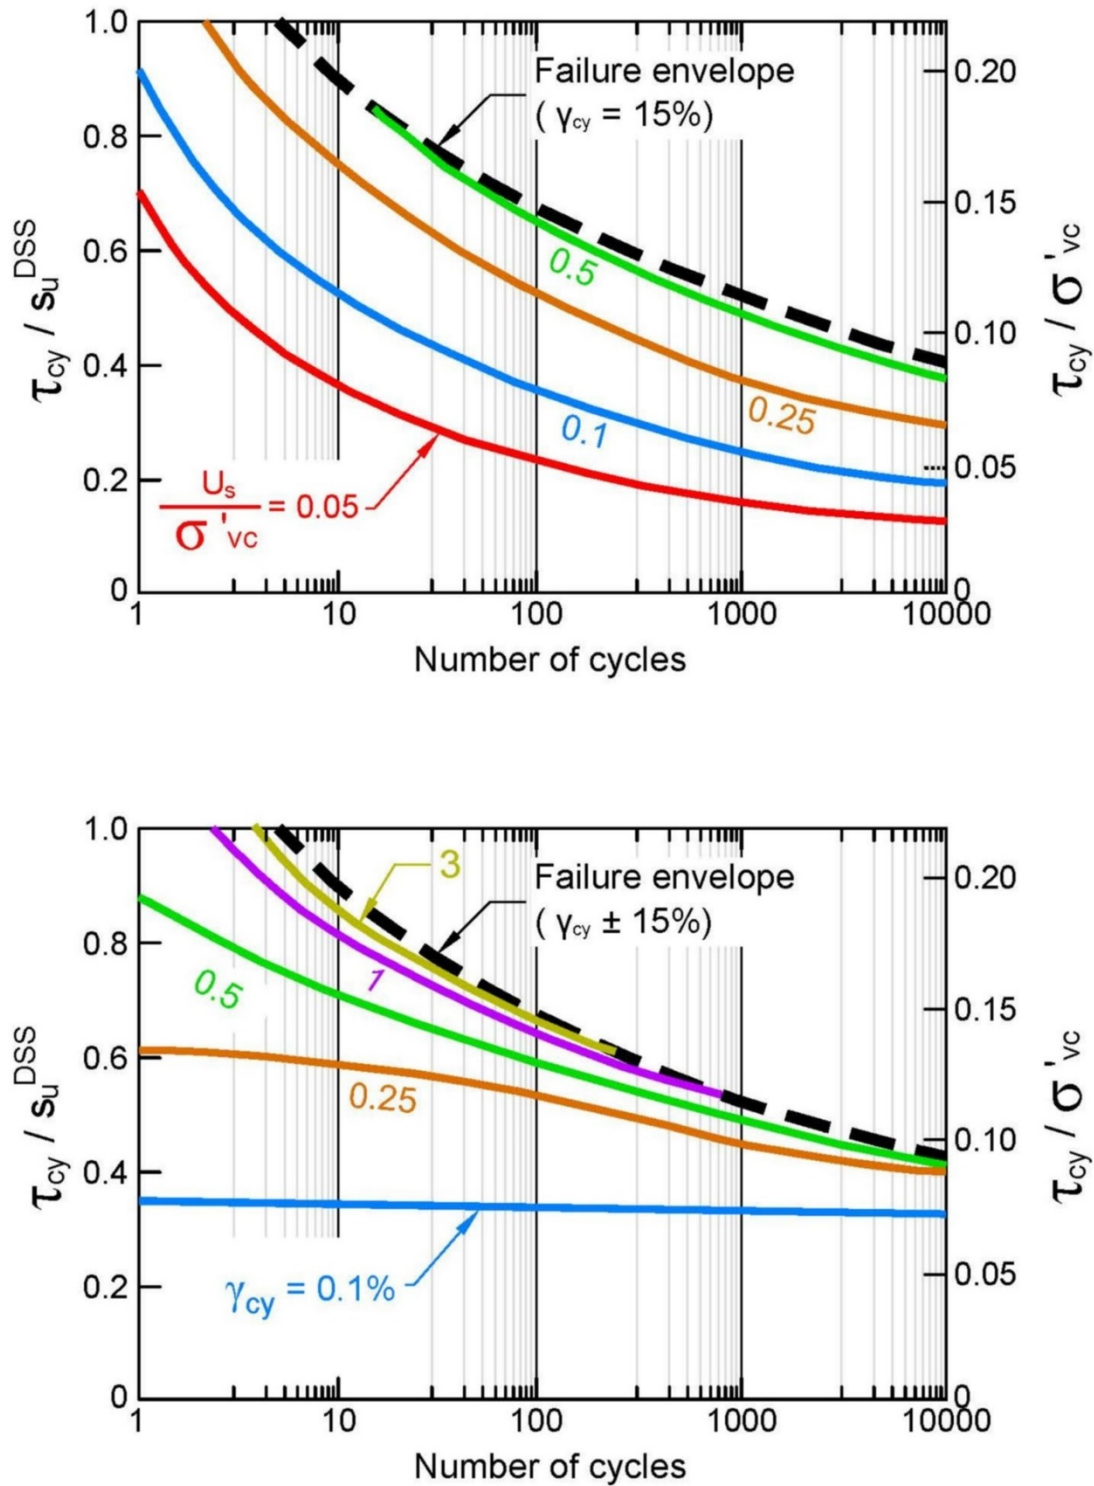 1.0
0.8
0.6
0.4
0.2
0
τcy / su^DSS
0.20
0.15
0.10
0.05
0
τcy / σ'vc
Failure envelope
( γcy = 15%)
0.5
0.25
0.1
Us
σ'vc
= 0.05
1 10 100 1000 10000
Number of cycles
1.0
0.8
0.6
0.4
0.2
0
τcy / su^DSS
0.20
0.15
0.10
0.05
0
τcy / σ'vc
3
Failure envelope
( γcy ± 15%)
1
0.5
0.25
γcy = 0.1%
1 10 100 1000 10000
Number of cycles